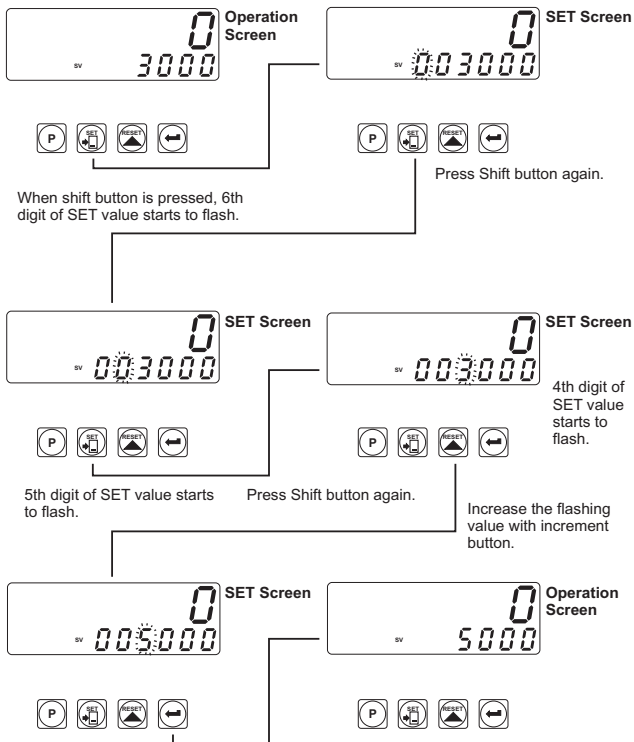 0 Operation
Screen
SV 3000
P SET RESET
When shift button is pressed, 6th
digit of SET value starts to flash.
0 SET Screen
SV 003000
P SET RESET
Press Shift button again.
0 SET Screen
SV 003000
P SET RESET
5th digit of SET value starts
to flash.
Press Shift button again.
0 SET Screen
SV 003000
4th digit of
SET value
starts to
flash.
P SET RESET
Increase the flashing
value with increment
button.
0 SET Screen
SV 005000
P SET RESET
0 Operation
Screen
SV 5000
P SET RESET